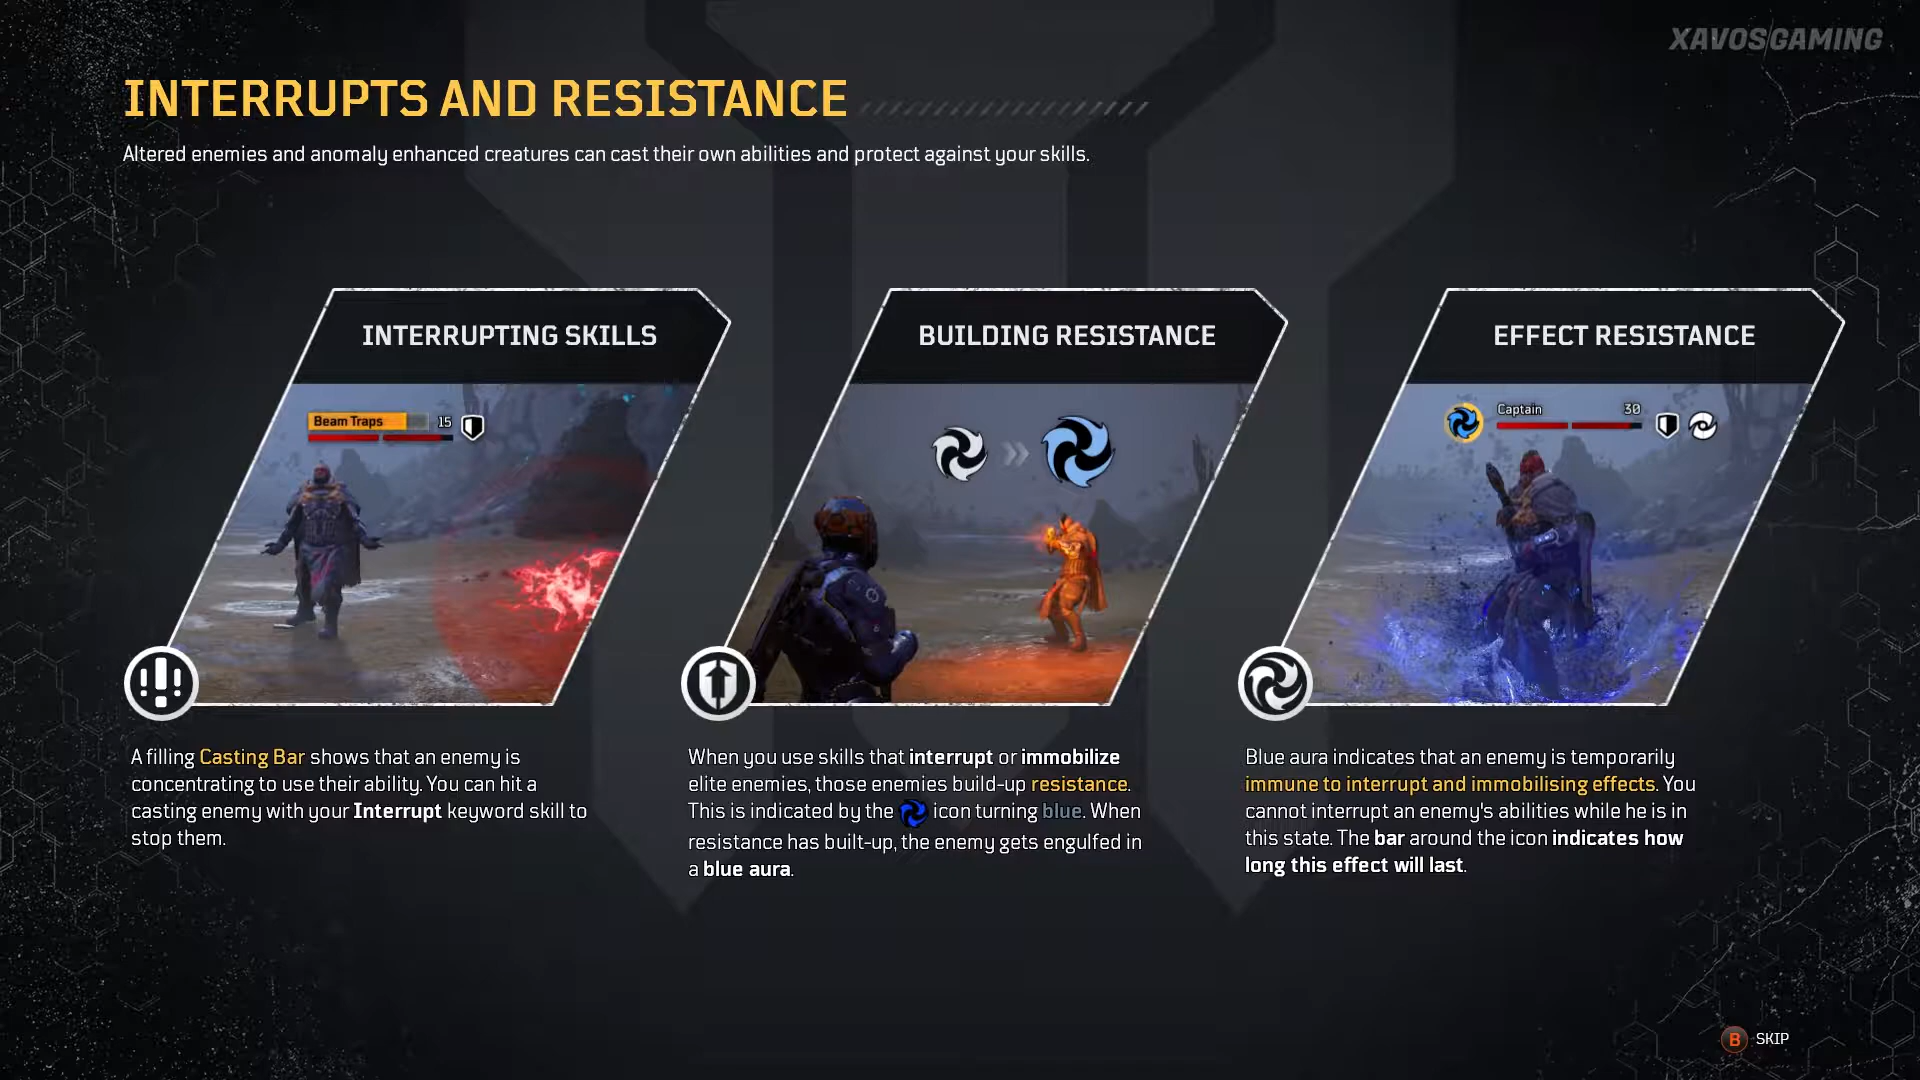 XAVOSGAMING
INTERRUPTS AND RESISTANCE
Altered enemies and anomaly enhanced creatures can cast their own abilities and protect against your skills.
INTERRUPTING SKILLS
Beam Traps 15
A filling Casting Bar shows that an enemy is
concentrating to use their ability. You can hit a
casting enemy with your Interrupt keyword skill to
stop them.
BUILDING RESISTANCE
When you use skills that interrupt or immobilize
elite enemies, those enemies build-up resistance.
This is indicated by the icon turning blue. When
resistance has built-up, the enemy gets engulfed in
a blue aura.
EFFECT RESISTANCE
Captain 30
Blue aura indicates that an enemy is temporarily
immune to interrupt and immobilising effects. You
cannot interrupt an enemy's abilities while he is in
this state. The bar around the icon indicates how
long this effect will last.
B SKIP